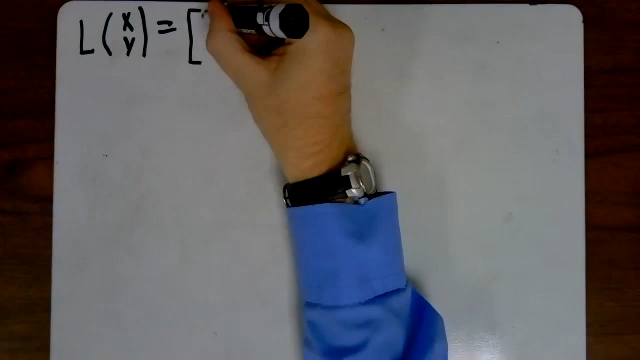 L(x y) = [